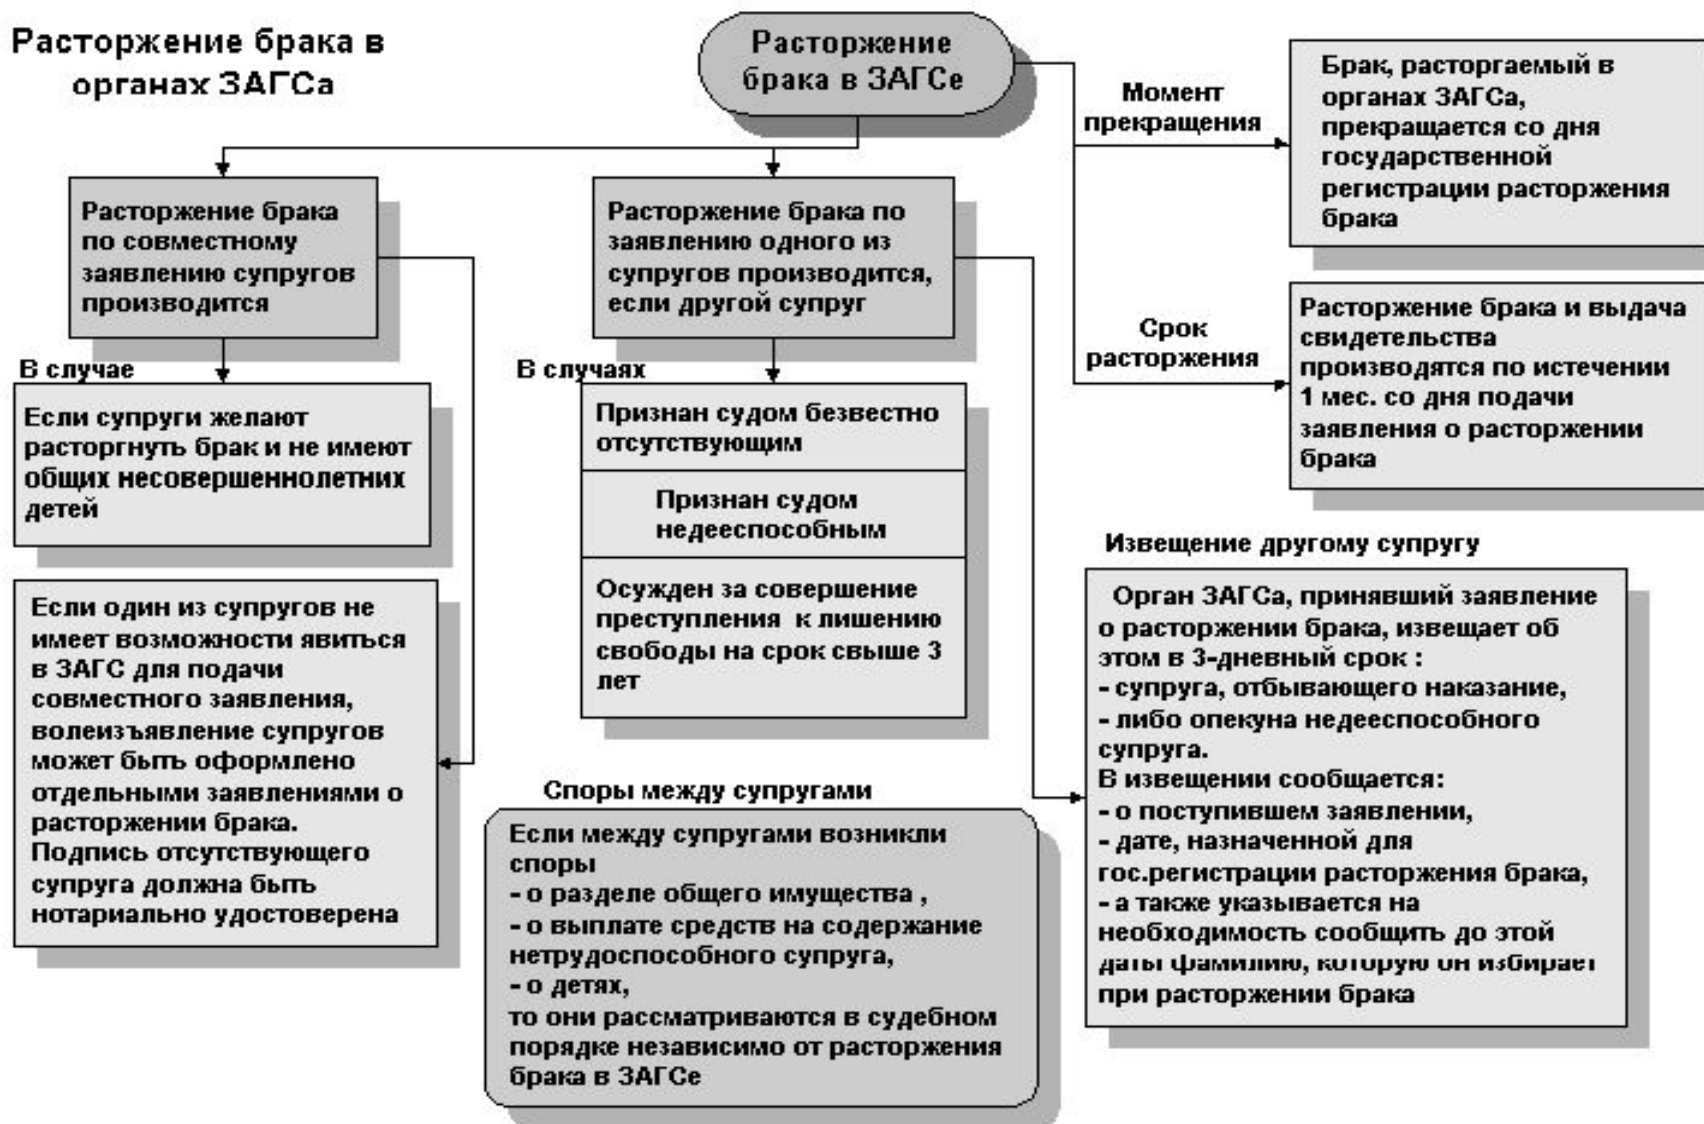 Расторжение брака в
органах ЗАГСа
Расторжение
брака в ЗАГСе
Момент
прекращения
Брак, расторгаемый в
органах ЗАГСа,
прекращается со дня
государственной
регистрации расторжения
брака
Срок
расторжения
Расторжение брака и выдача
свидетельства
производятся по истечении
1 мес. со дня подачи
заявления о расторжении
брака
Расторжение брака
по совместному
заявлению супругов
производится
В случае
Если супруги желают
расторгнуть брак и не имеют
общих несовершеннолетних
детей
Если один из супругов не
имеет возможности явиться
в ЗАГС для подачи
совместного заявления,
волеизъявление супругов
может быть оформлено
отдельными заявлениями о
расторжении брака.
Подпись отсутствующего
супруга должна быть
нотариально удостоверена
Расторжение брака по
заявлению одного из
супругов производится,
если другой супруг
В случаях
Признан судом безвестно
отсутствующим
Признан судом
недееспособным
Осужден за совершение
преступления к лишению
свободы на срок свыше 3
лет
Споры между супругами
Если между супругами возникли
споры
- о разделе общего имущества ,
- о выплате средств на содержание
нетрудоспособного супруга,
- о детях,
то они рассматриваются в судебном
порядке независимо от расторжения
брака в ЗАГСе
Извещение другому супругу
Орган ЗАГСа, принявший заявление
о расторжении брака, извещает об
этом в 3-дневный срок :
- супруга, отбывающего наказание,
- либо опекуна недееспособного
супруга.
В извещении сообщается:
- о поступившем заявлении,
- дате, назначенной для
гос.регистрации расторжения брака,
- а также указывается на
необходимость сообщить до этой
даты фамилию, которую он избирает
при расторжении брака